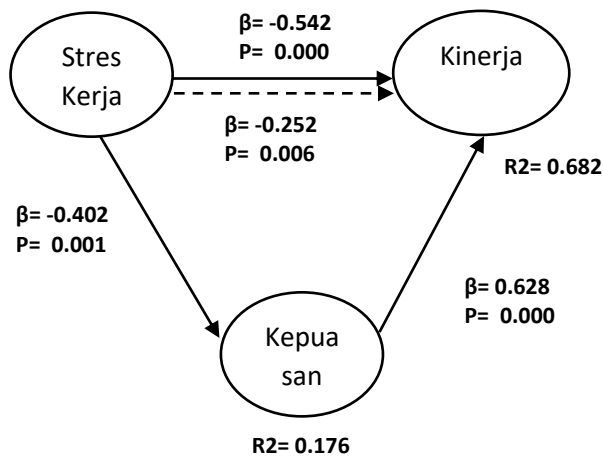 β= -0.542
P= 0.000
Stres
Kerja
Kinerja
β= -0.252
P= 0.006
R2= 0.682
β= -0.402
P= 0.001
β= 0.628
P= 0.000
Kepua
san
R2= 0.176